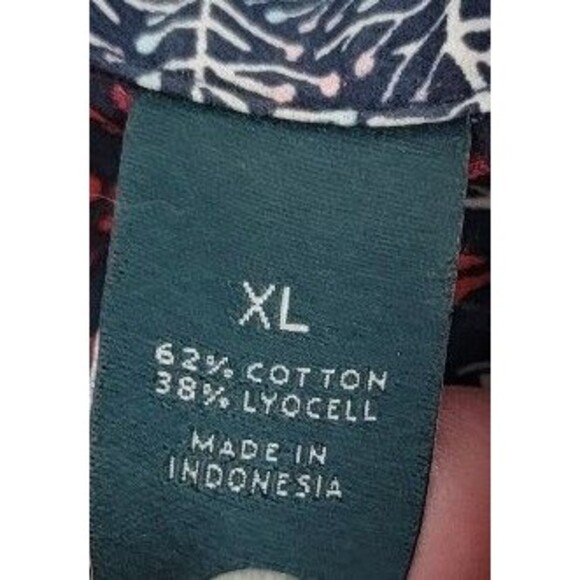 XL
62% COTTON
38% LYOCELL
MADE IN
INDONESIA